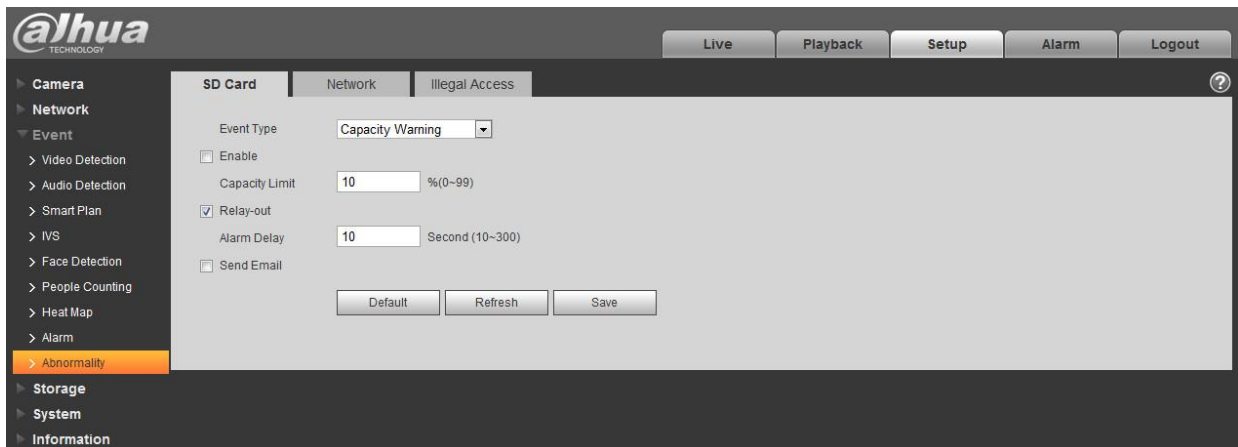 alhua
TECHNOLOGY
Live Playback Setup Alarm Logout
Camera
Network
Event
Video Detection
Audio Detection
Smart Plan
IVS
Face Detection
People Counting
Heat Map
Alarm
Abnormality
Storage
System
Information
SD Card Network Illegal Access ?
Event Type Capacity Warning
Enable
Capacity Limit 10 %(0~99)
Relay-out
Alarm Delay 10 Second (10~300)
Send Email
Default Refresh Save